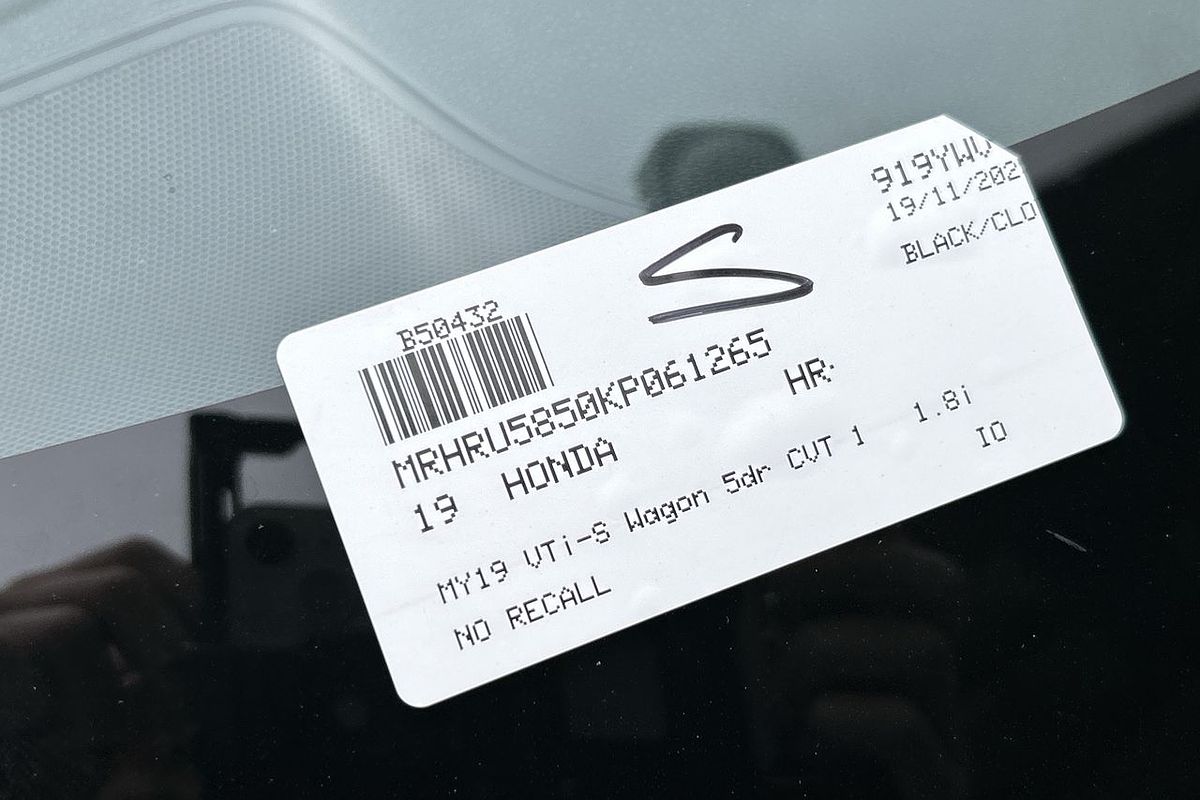 919YWV
19/11/202
BLACK/CLO
S
B50432
MRHRU5850KP061265
19 HONDA HR-
MY19 VTi-S Wagon 5dr CVT 1 1.8i
IO
NO RECALL